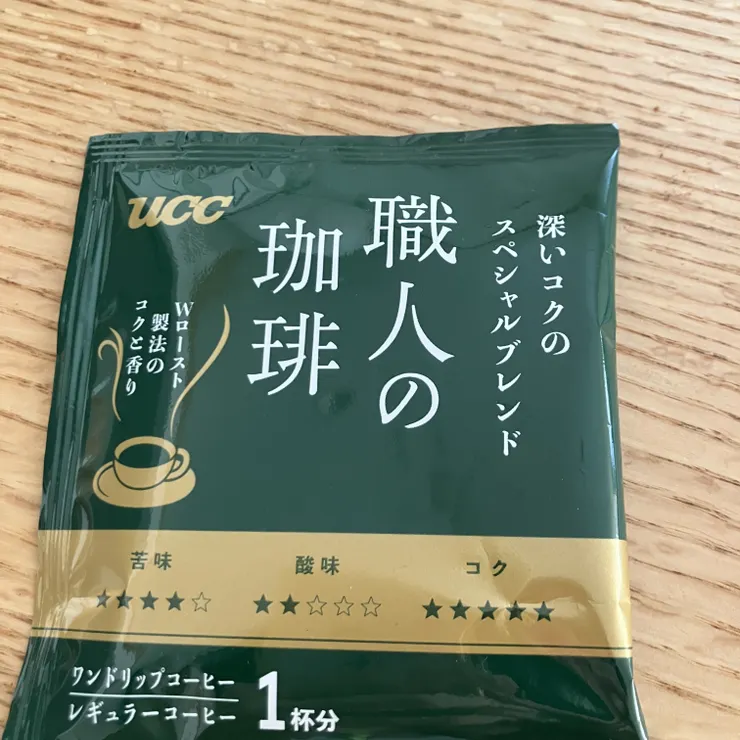 UCC
深いコクの
スペシャルブレンド
職人の
珈琲
Wロースト
製法の
コクと香り
苦味
★★★★☆
酸味
★★☆☆☆
コク
★★★★★
ワンドリップコーヒー
レギュラーコーヒー
1杯分